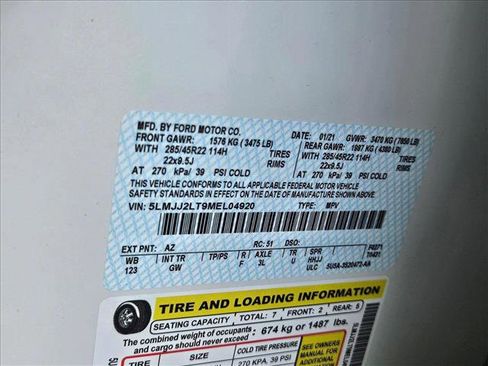 MFD. BY FORD MOTOR CO.
DATE: 01/21 GVWR: 3470 KG (7650 LB)
FRONT GAWR: 1576 KG (3475 LB) REAR GAWR: 1987 KG (4380 LB)
WITH 285/45R22 114H TIRES WITH 285/45R22 114H TIRES
22x9.5J RIMS 22x9.5J RIMS
AT 270 kPa/ 39 PSI COLD AT 270 kPa/ 39 PSI COLD
THIS VEHICLE CONFORMS TO ALL APPLICABLE FEDERAL MOTOR VEHICLE
SAFETY STANDARDS IN EFFECT ON THE DATE OF MANUFACTURE SHOWN ABOVE.
VIN: 5LMJJ2LT9MEL04920 TYPE: MPV
EXT PNT: AZ RC: 51 DSO:
WB INT TR TP/PS R AXLE TR SPR
123 GW F 3L U HHJJ
ULC 5U5A-3520472-AA
TIRE AND LOADING INFORMATION
SEATING CAPACITY TOTAL: 7 FRONT: 2 REAR: 5
The combined weight of occupants and cargo should never exceed : 674 kg or 1487 lbs.
TIRE SIZE COLD TIRE PRESSURE
270 KPA, 39 PSI
SEE OWNERS
MANUAL FOR
ADDITIONAL